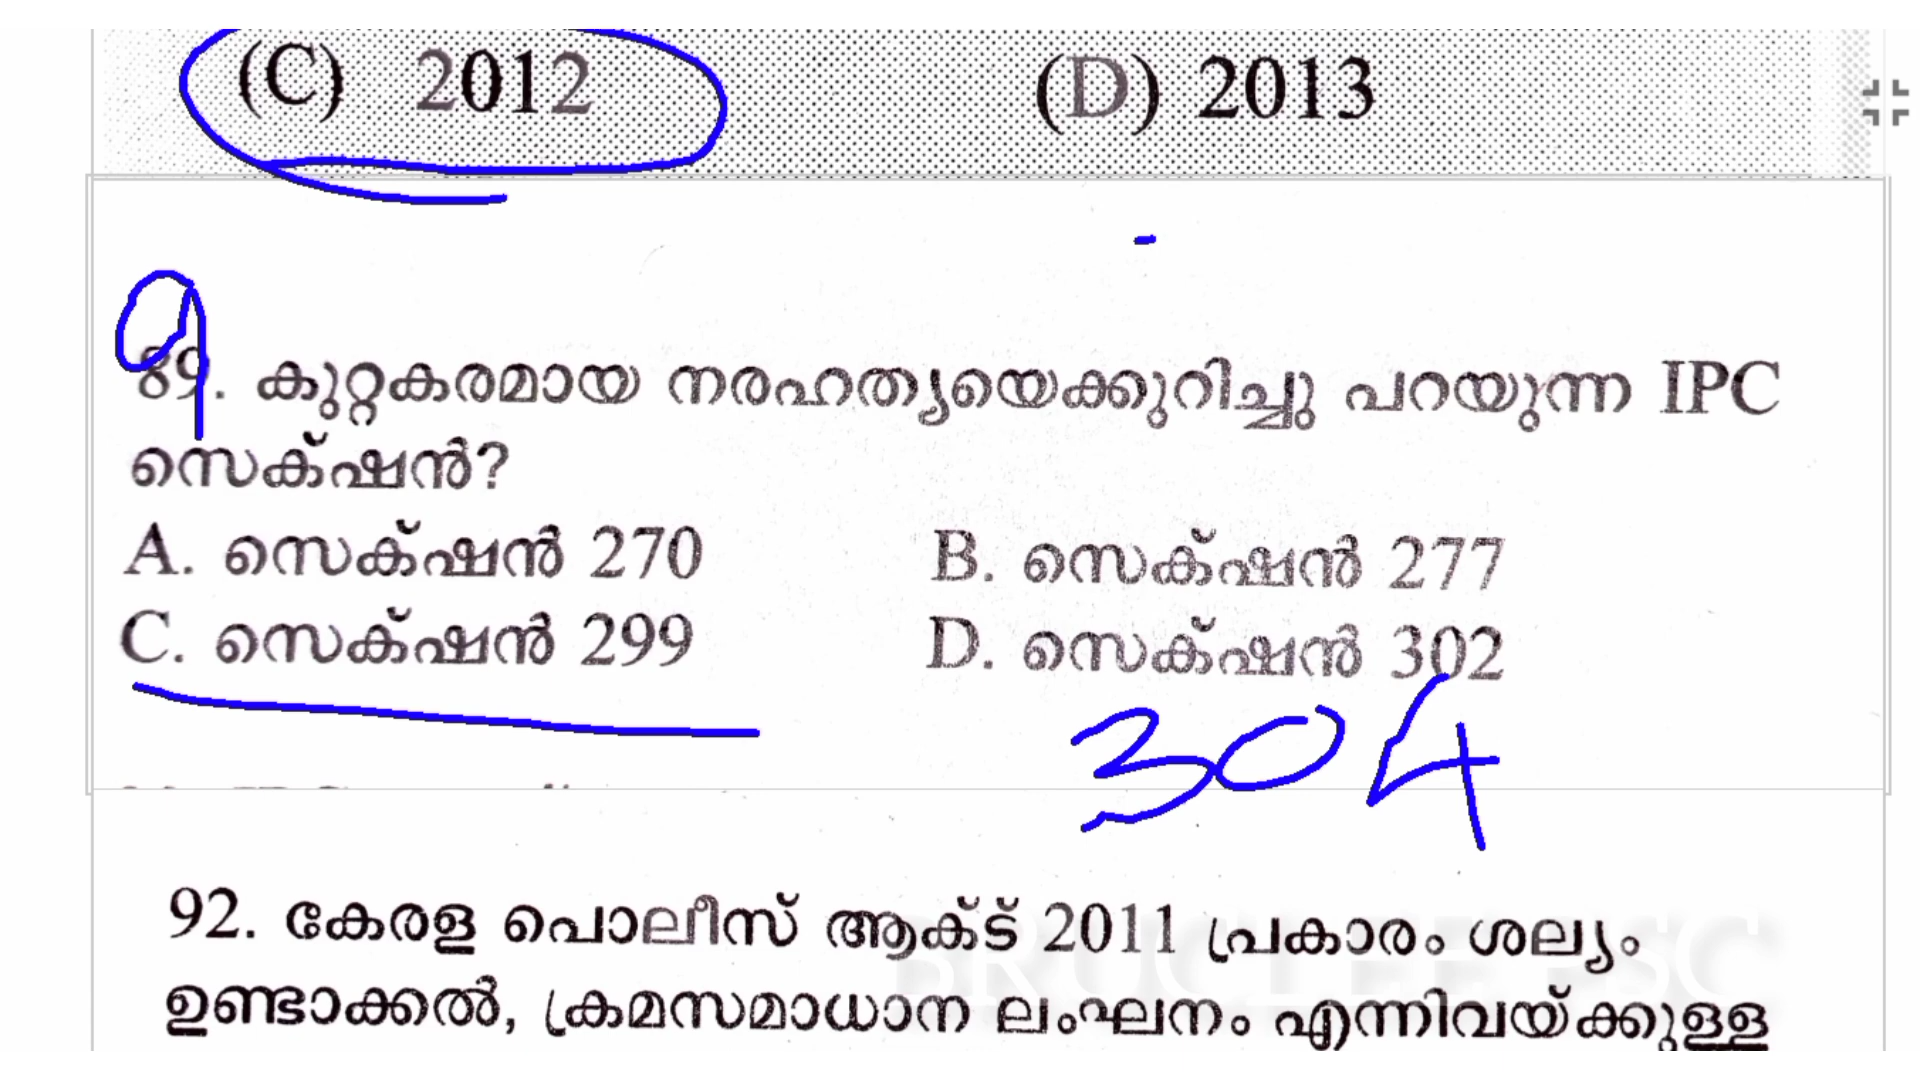 (C) 2012 (D) 2013
9
89. കുറ്റകരമായ നരഹത്യയെക്കുറിച്ചു പറയുന്ന IPC
സെക്ഷൻ?
A. സെക്ഷൻ 270 B. സെക്ഷൻ 277
C. സെക്ഷൻ 299 D. സെക്ഷൻ 302
304
92. കേരള പൊലീസ് ആക്ട് 2011 പ്രകാരം ശല്യം
ഉണ്ടാക്കൽ, ക്രമസമാധാന ലംഘനം എന്നിവയ്ക്കുള്ള